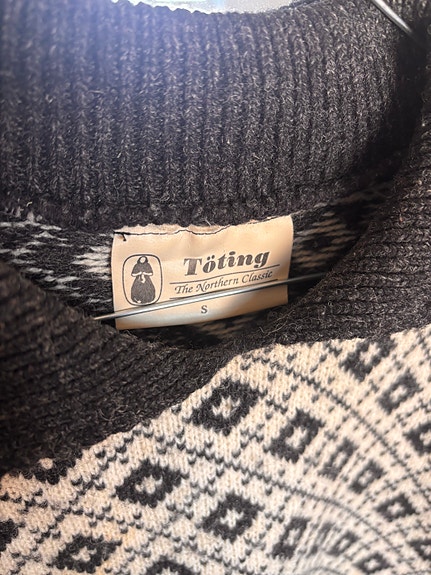 Töting
The Northern Classic
S